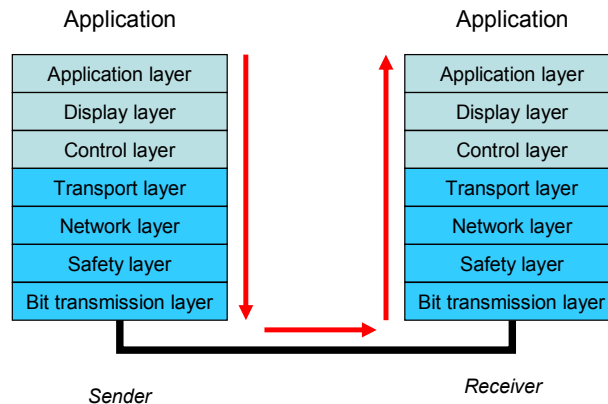 Application
Application layer
Display layer
Control layer
Transport layer
Network layer
Safety layer
Bit transmission layer
Sender
Application
Application layer
Display layer
Control layer
Transport layer
Network layer
Safety layer
Bit transmission layer
Receiver